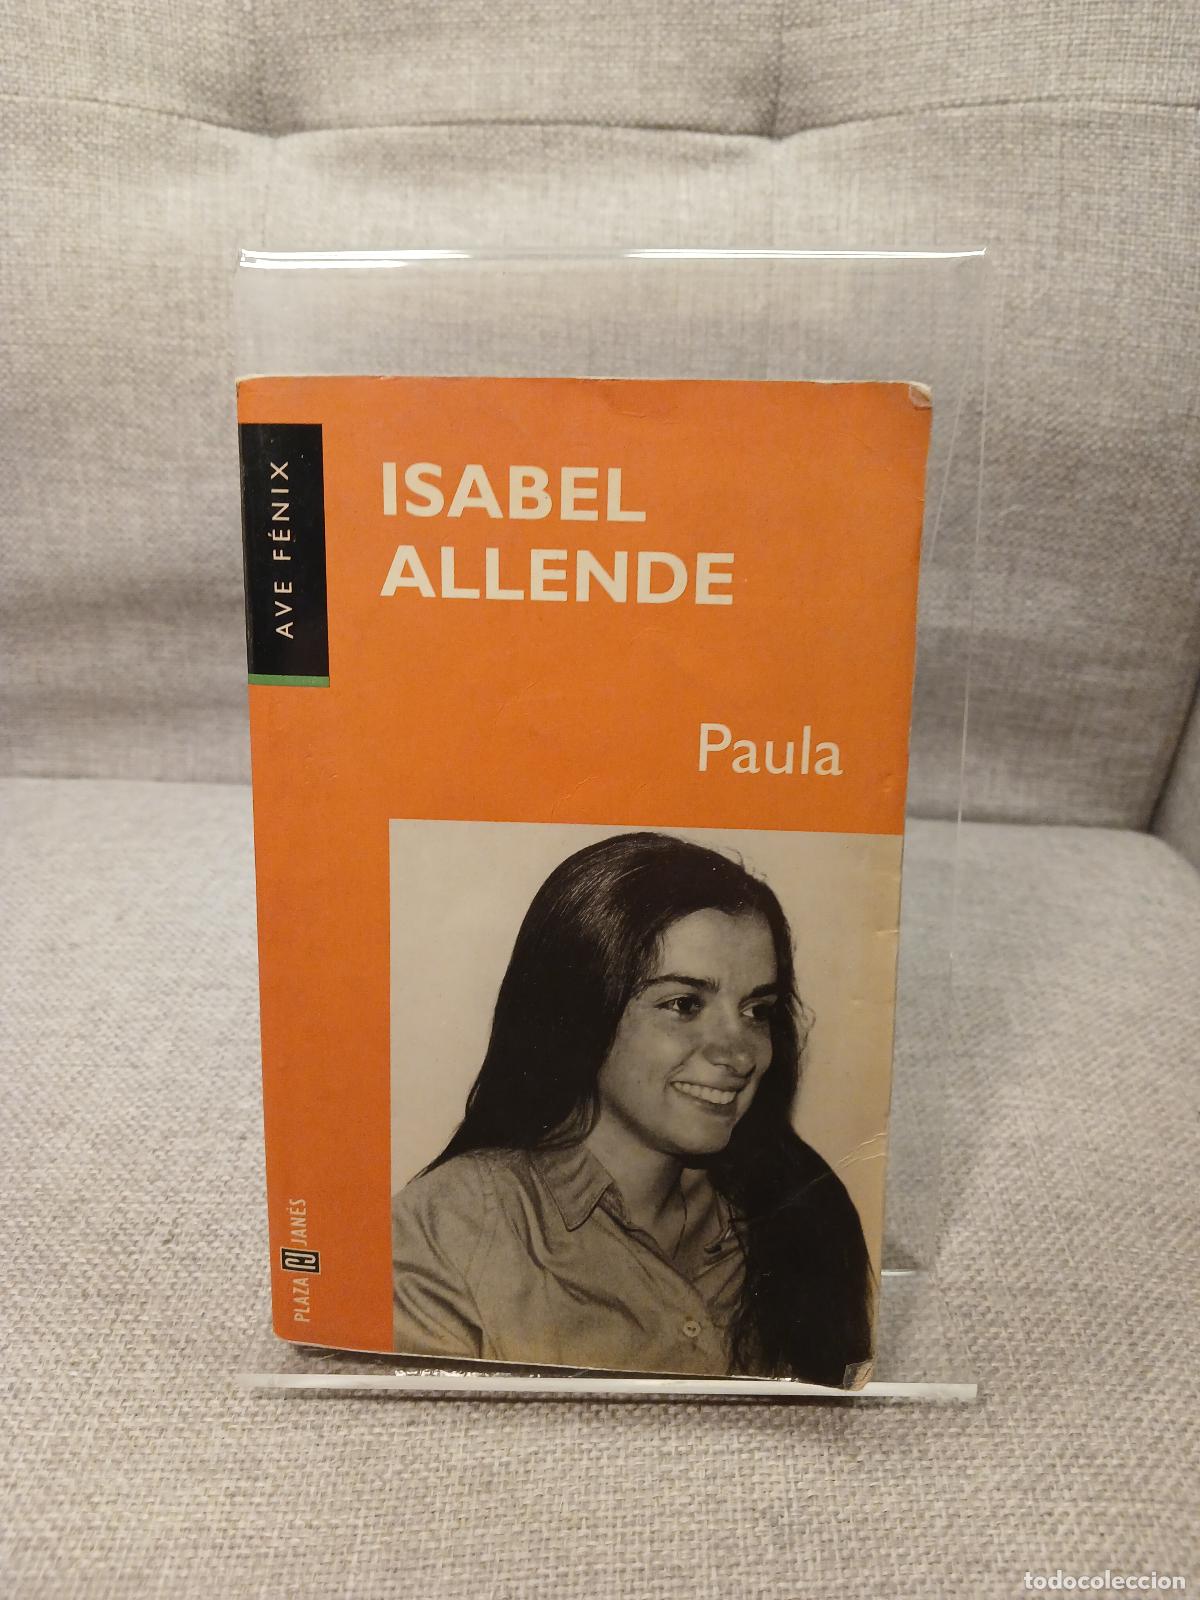 AVE FÉNIX
ISABEL
ALLENDE
Paula
PLAZA JANÉS
todocoleccion